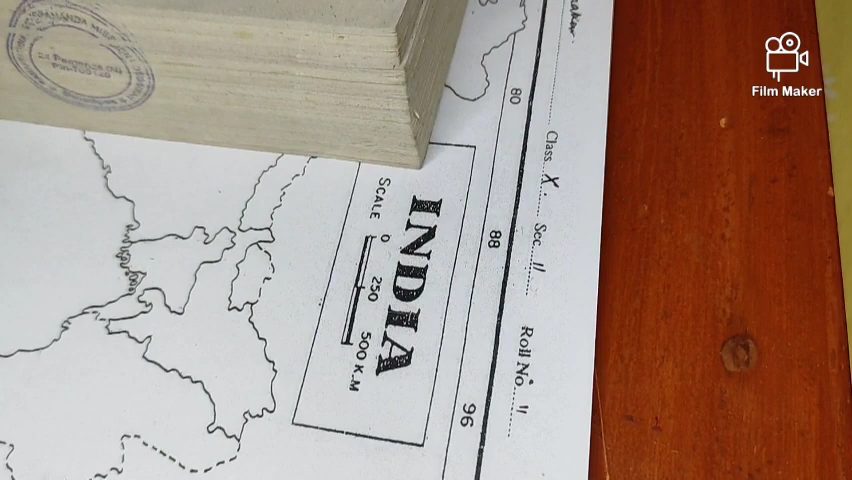 Film Maker
Class X. Sec. 11 Roll No. 11
80
88
96
INDIA
SCALE 0 250 500 K.M